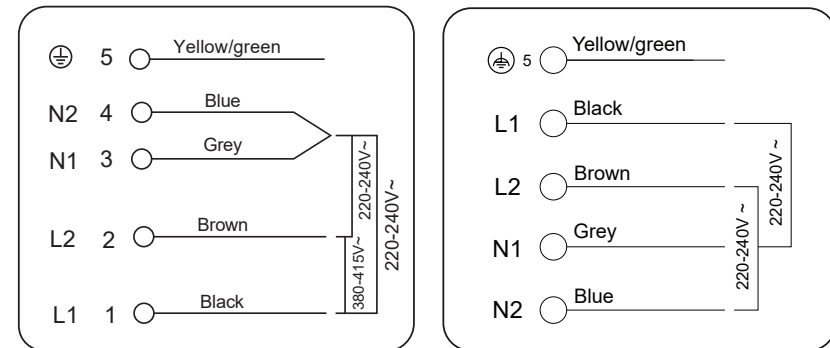 5 Yellow/green
N2 4 Blue
N1 3 Grey
L2 2 Brown
L1 1 Black
220-240V~
380-415V~
220-240V~
5 Yellow/green
L1 Black
L2 Brown
N1 Grey
N2 Blue
220-240V ~
220-240V ~